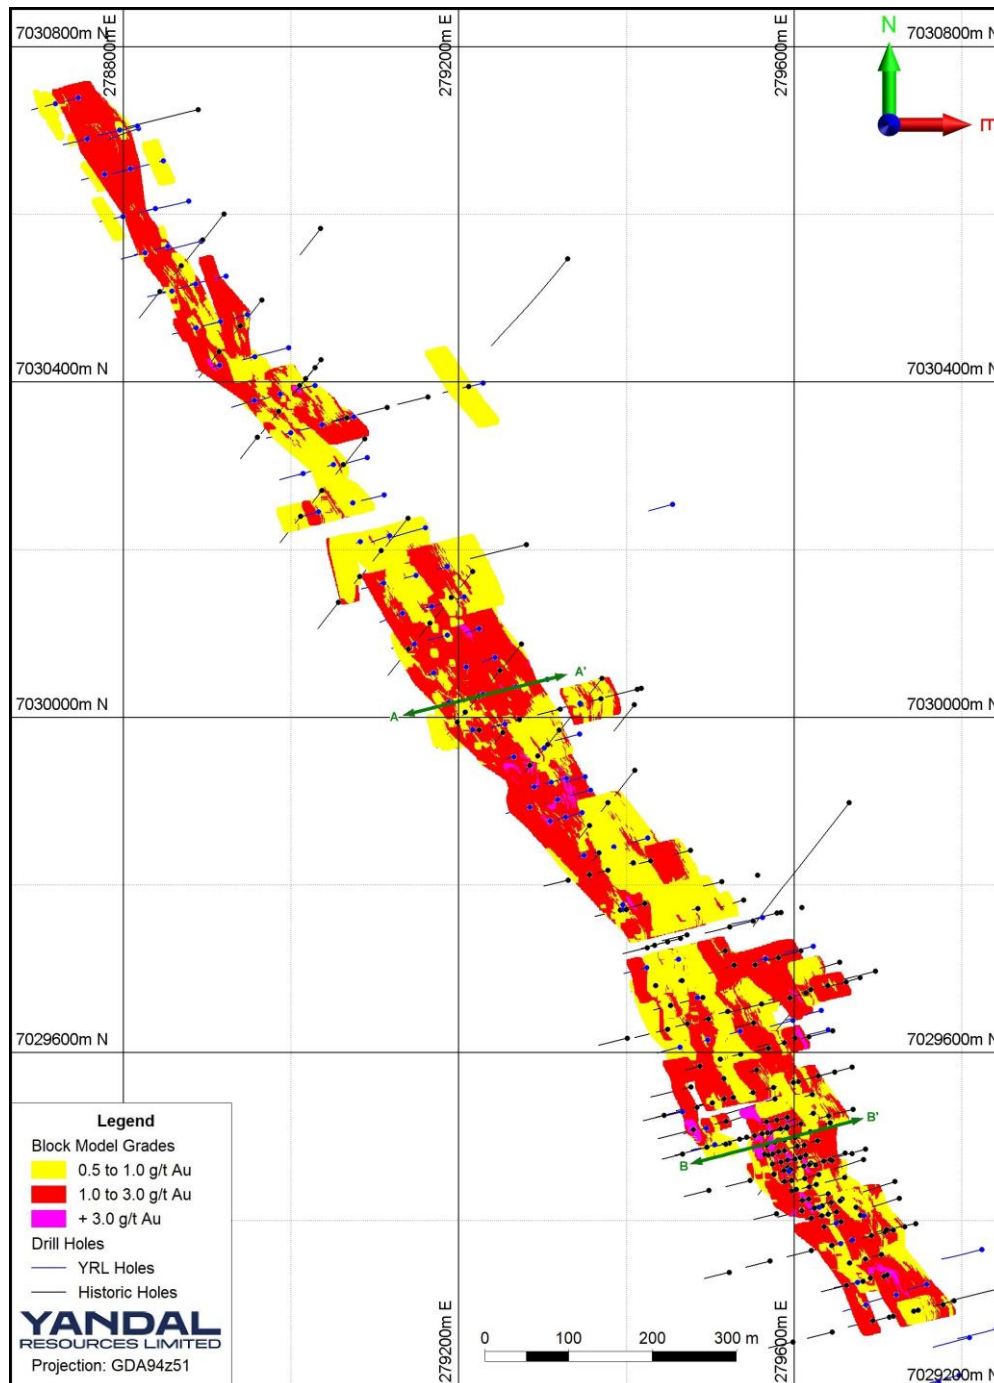 7030800m N
278800m E
279200m E
279600m E
7030800m N
N
E
7030400m N
7030400m N
A'
A
7030000m N
7030000m N
7029600m N
7029600m N
B'
B
Legend
Block Model Grades
0.5 to 1.0 g/t Au
1.0 to 3.0 g/t Au
+ 3.0 g/t Au
Drill Holes
YRL Holes
Historic Holes
YANDAL
RESOURCES LIMITED
Projection: GDA94z51
279200m E
0 100 200 300 m
279600m E
7029200m N